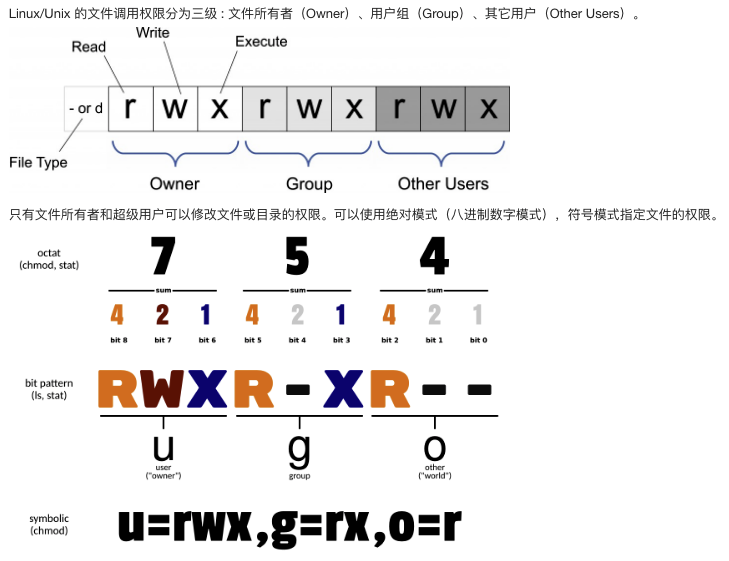 Linux/Unix 的文件调用权限分为三级 : 文件所有者（Owner）、用户组（Group）、其它用户（Other Users）。
Write
Read
Execute
- or d r w x r w x r w x
File Type
Owner Group Other Users
只有文件所有者和超级用户可以修改文件或目录的权限。可以使用绝对模式（八进制数字模式），符号模式指定文件的权限。
octat
(chmod, stat)
7 5 4
sum sum sum
4 2 1 4 2 1 4 2 1
bit 8 bit 7 bit 6 bit 5 bit 4 bit 3 bit 2 bit 1 bit 0
bit pattern
(ls, stat)
RWX R-X R--
u g o
user group other
("owner") ("world")
symbolic
(chmod)
u=rwx,g=rx,o=r